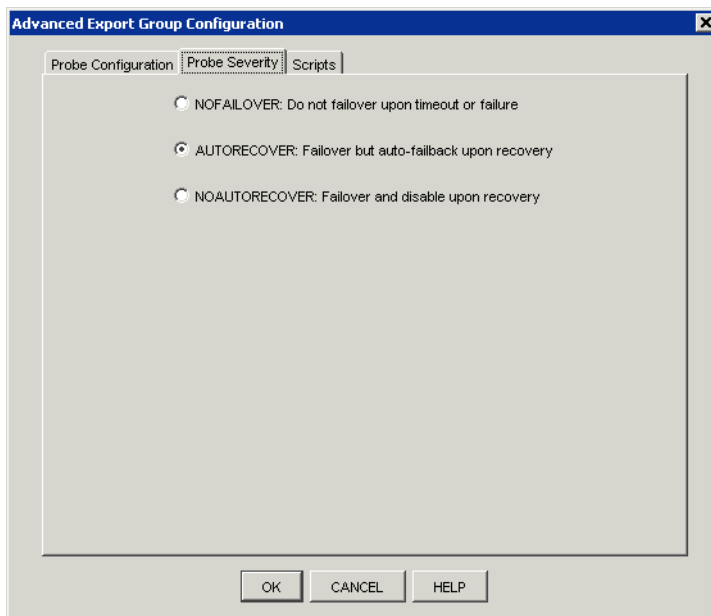 Advanced Export Group Configuration
Probe Configuration Probe Severity Scripts
NOFAILOVER: Do not failover upon timeout or failure
AUTORECOVER: Failover but auto-failback upon recovery
NOAUTORECOVER: Failover and disable upon recovery
OK CANCEL HELP